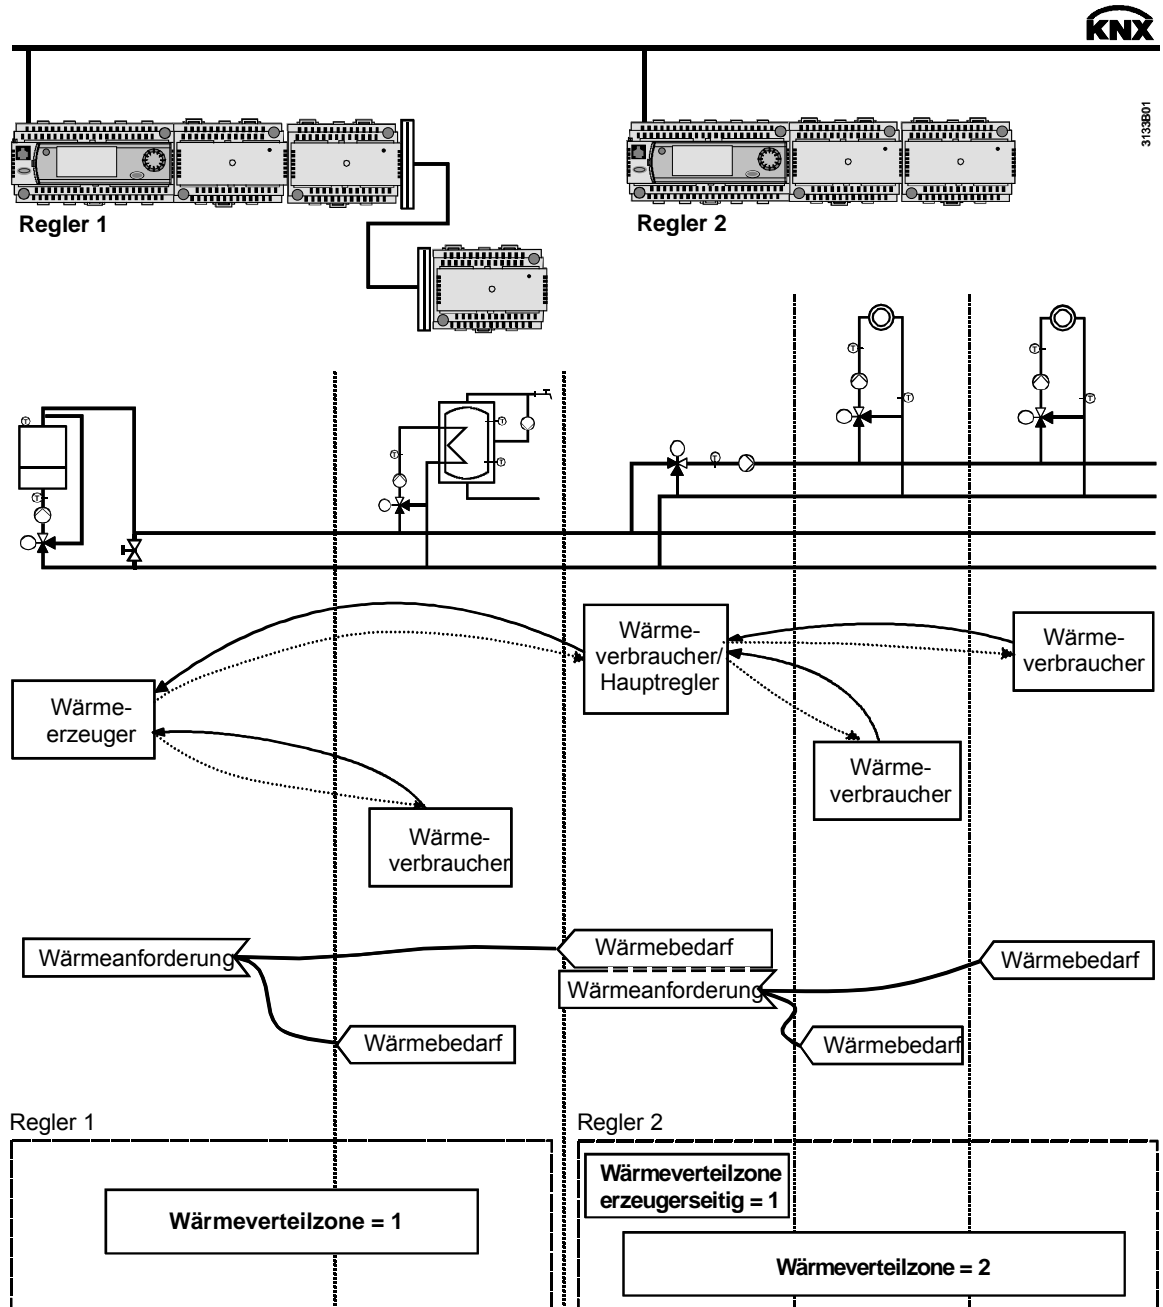 KNX
3133B01
Regler 1
Regler 2
T
T
T
T
T
T
T
T
T
T
Wärme-
erzeuger
Wärme-
verbraucher
Wärme-
verbraucher/
Hauptregler
Wärme-
verbraucher
Wärme-
verbraucher
Wärmeanforderung
Wärmebedarf
Wärmebedarf
Wärmeanforderung
Wärmebedarf
Wärmebedarf
Regler 1
Wärmeverteilzone = 1
Regler 2
Wärmeverteilzone
erzeugerseitig = 1
Wärmeverteilzone = 2